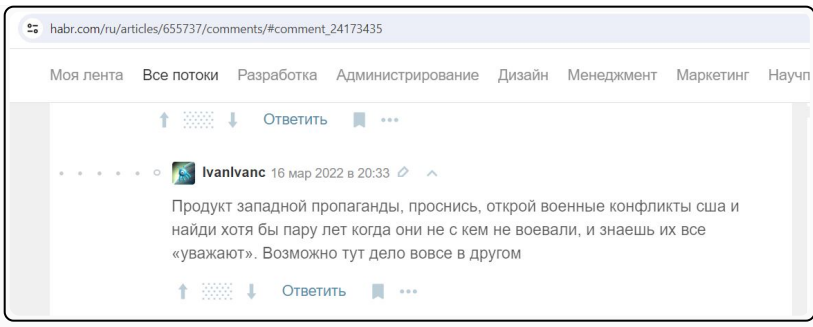 habr.com/ru/articles/655737/comments/#comment_24173435
Моя лента Все потоки Разработка Администрирование Дизайн Менеджмент Маркетинг Научп
Ответить
IvanIvanc 16 мар 2022 в 20:33
Продукт западной пропаганды, проснись, открой военные конфликты сша и
найди хотя бы пару лет когда они не с кем не воевали, и знаешь их все
«уважают». Возможно тут дело вовсе в другом
Ответить